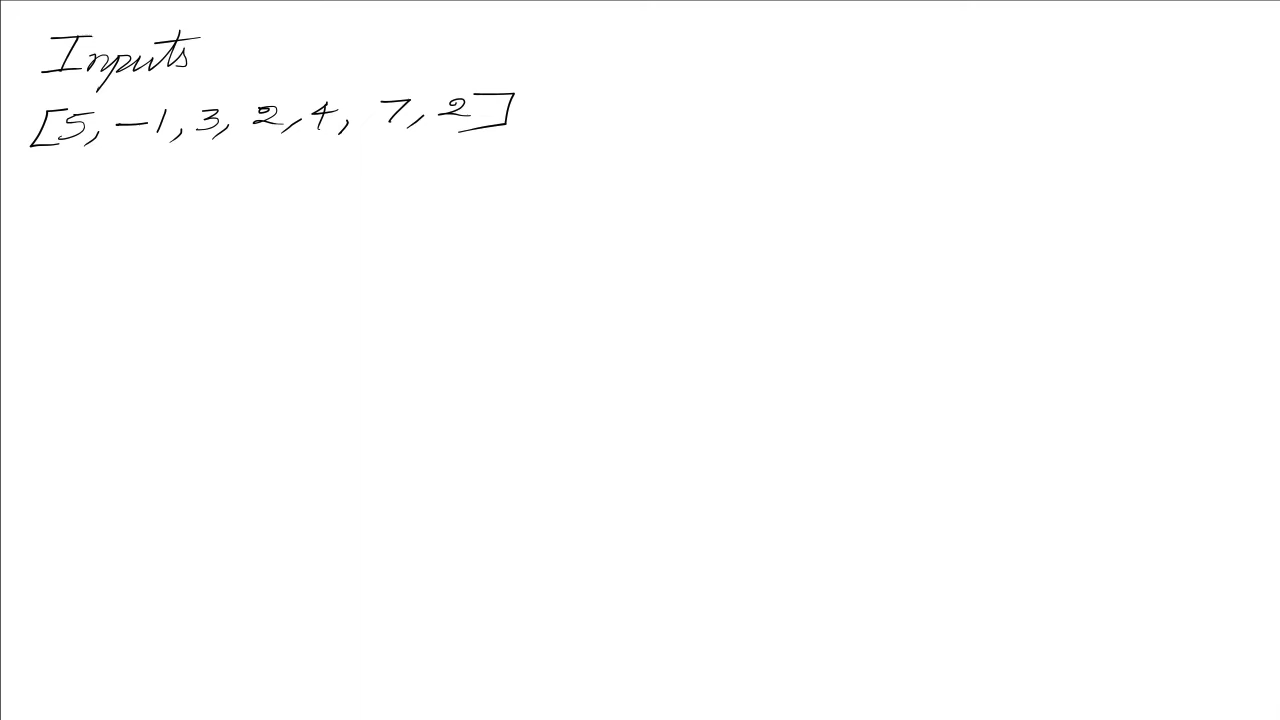 Inputs
[5, -1, 3, 2, 4, 7, 2]